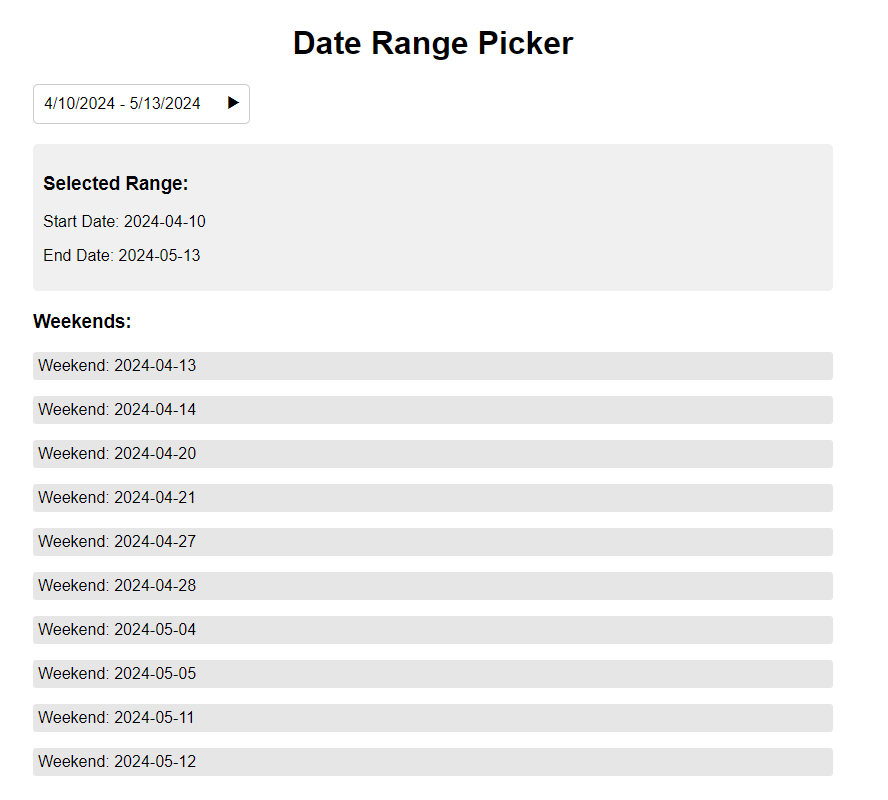 Date Range Picker
4/10/2024 - 5/13/2024
Selected Range:
Start Date: 2024-04-10
End Date: 2024-05-13
Weekends:
Weekend: 2024-04-13
Weekend: 2024-04-14
Weekend: 2024-04-20
Weekend: 2024-04-21
Weekend: 2024-04-27
Weekend: 2024-04-28
Weekend: 2024-05-04
Weekend: 2024-05-05
Weekend: 2024-05-11
Weekend: 2024-05-12